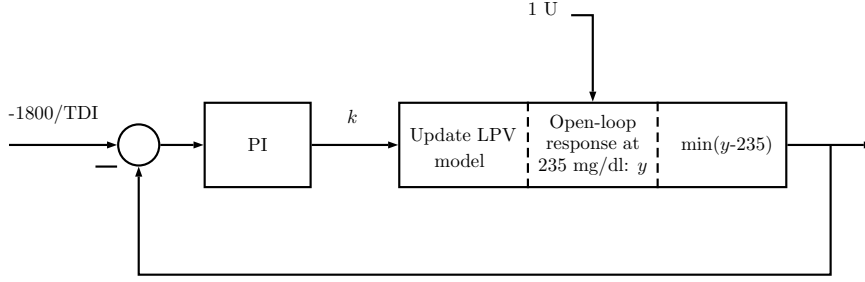 1 U
-1800/TDI
PI
k
Update LPV
model
Open-loop
response at
235 mg/dl: y
min(y-235)